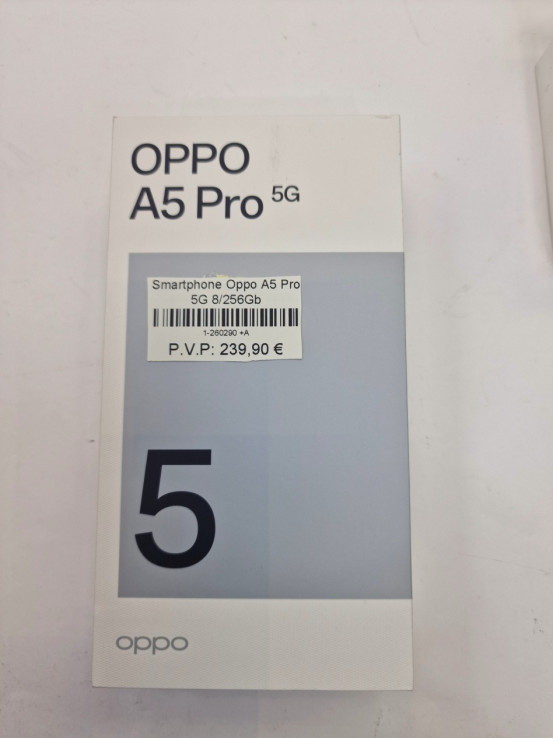 OPPO
A5 Pro 5G
Smartphone Oppo A5 Pro
5G 8/256Gb
1-260290 +A
P.V.P: 239,90 €
5
oppo